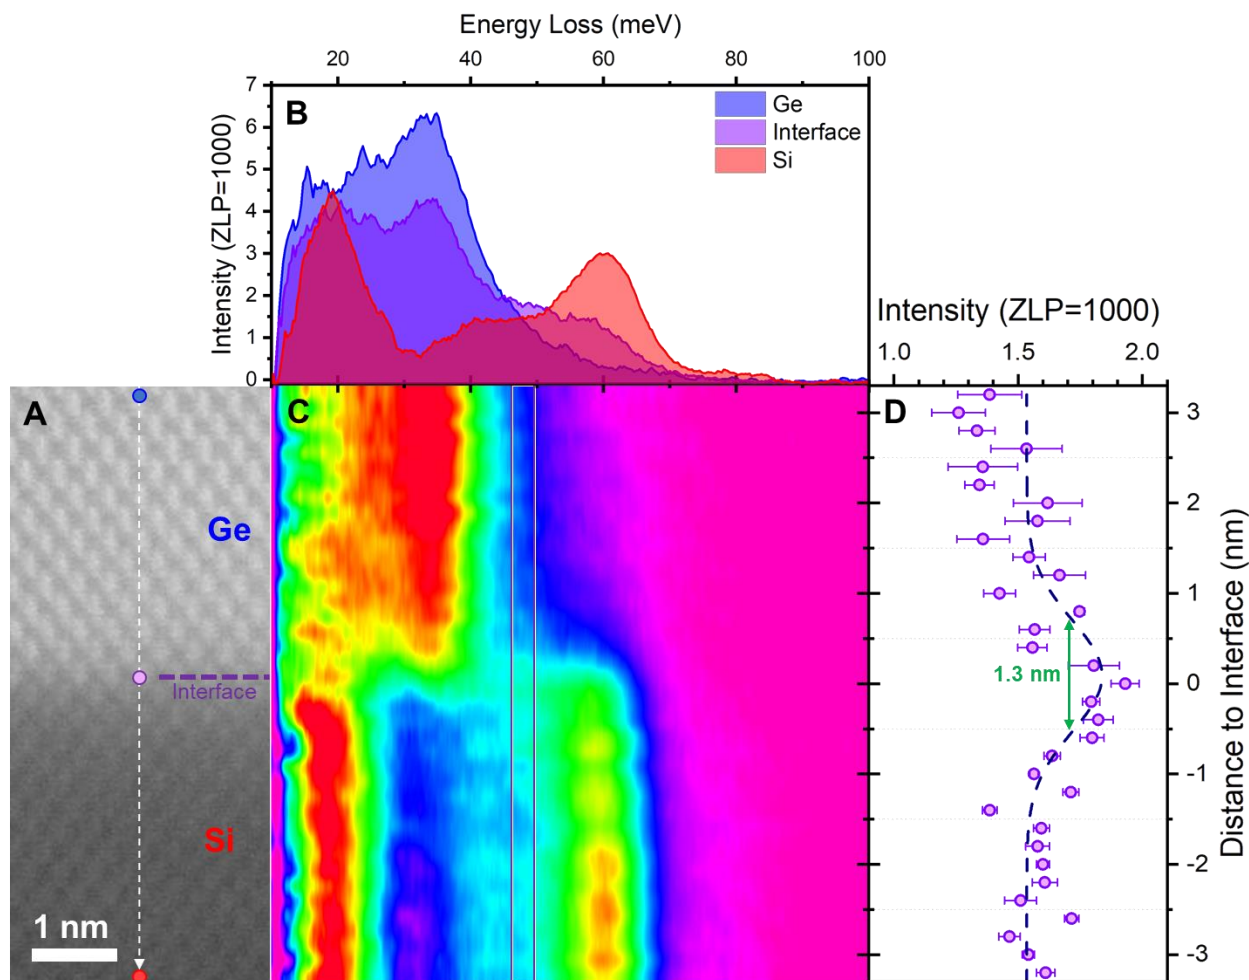 Energy Loss (meV)
20 40 60 80 100
B
Ge
Interface
Si
Intensity (ZLP=1000)
7
6
5
4
3
2
1
0
Intensity (ZLP=1000)
1.0 1.5 2.0
A
Ge
Interface
Si
1 nm
C
D
1.3 nm
3
2
1
0
-1
-2
-3
Distance to Interface (nm)